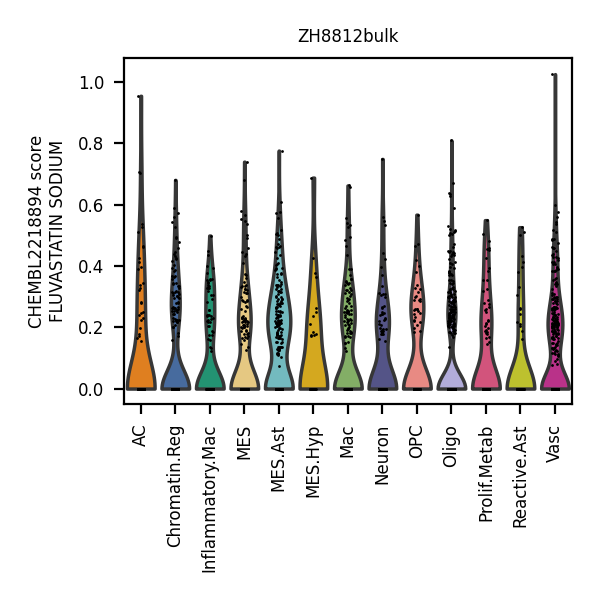 ZH8812bulk
CHEMBL2218894 score
FLUVASTATIN SODIUM
1.0
0.8
0.6
0.4
0.2
0.0
AC
Chromatin.Reg
Inflammatory.Mac
MES
MES.Ast
MES.Hyp
Mac
Neuron
OPC
Oligo
Prolif.Metab
Reactive.Ast
Vasc